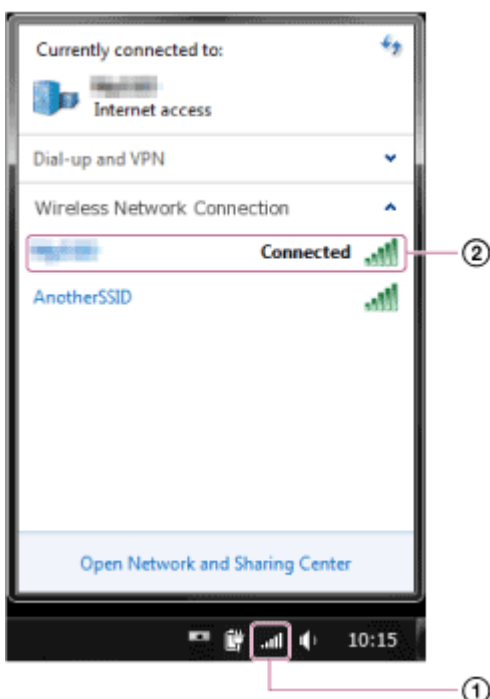 Currently connected to:
Internet access
Dial-up and VPN
Wireless Network Connection
Connected
②
AnotherSSID
Open Network and Sharing Center
10:15
①